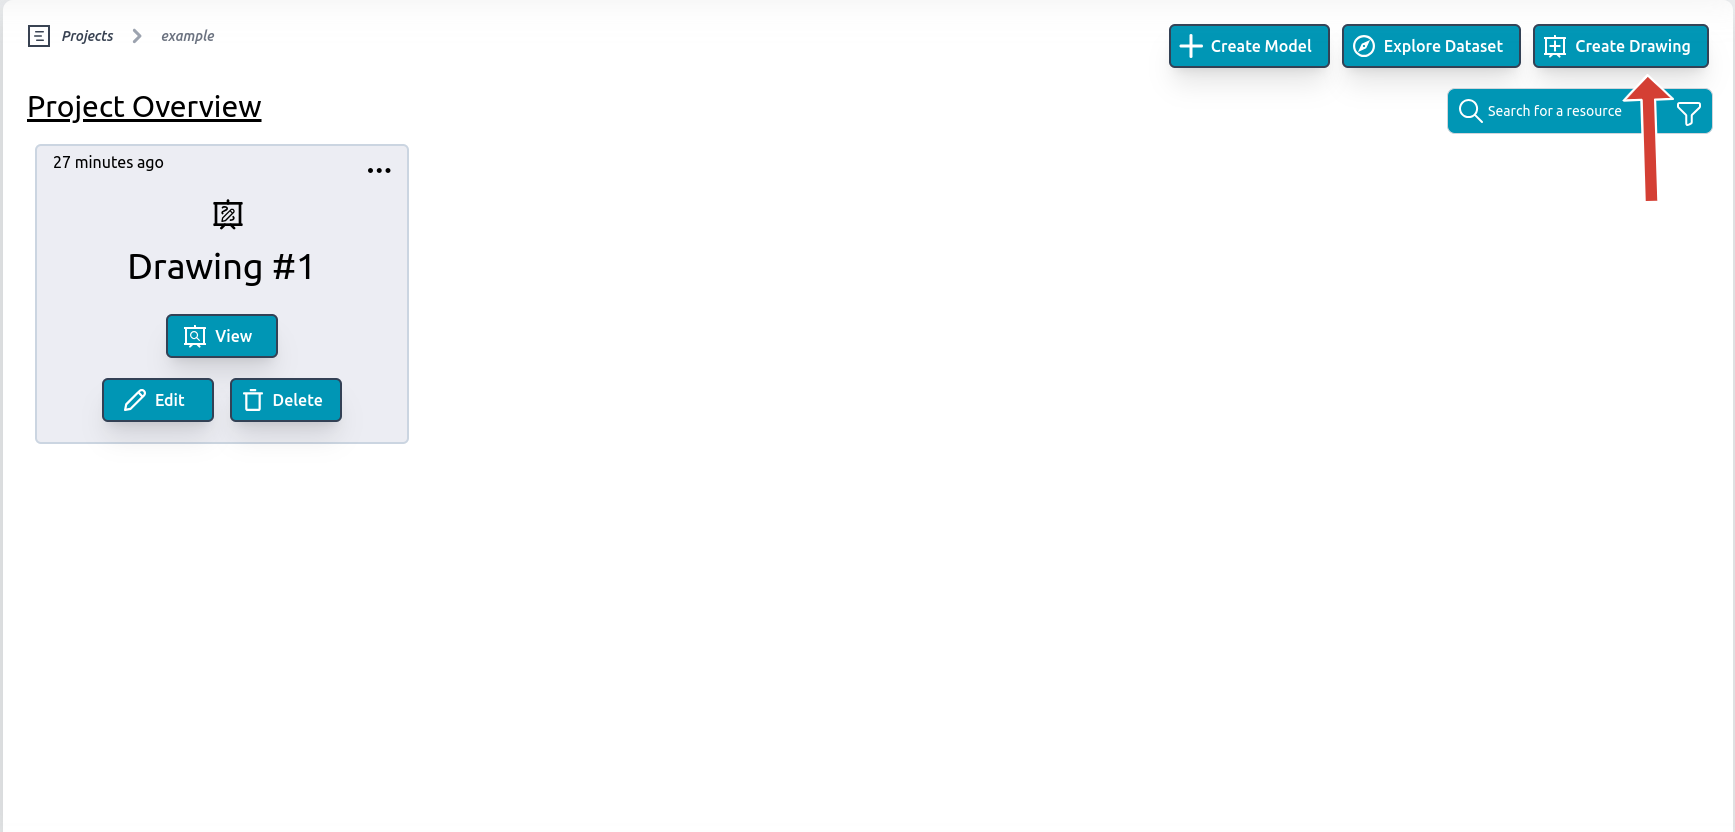 Projects example
Create Model Explore Dataset Create Drawing
Project Overview
Search for a resource
27 minutes ago
Drawing #1
View
Edit Delete